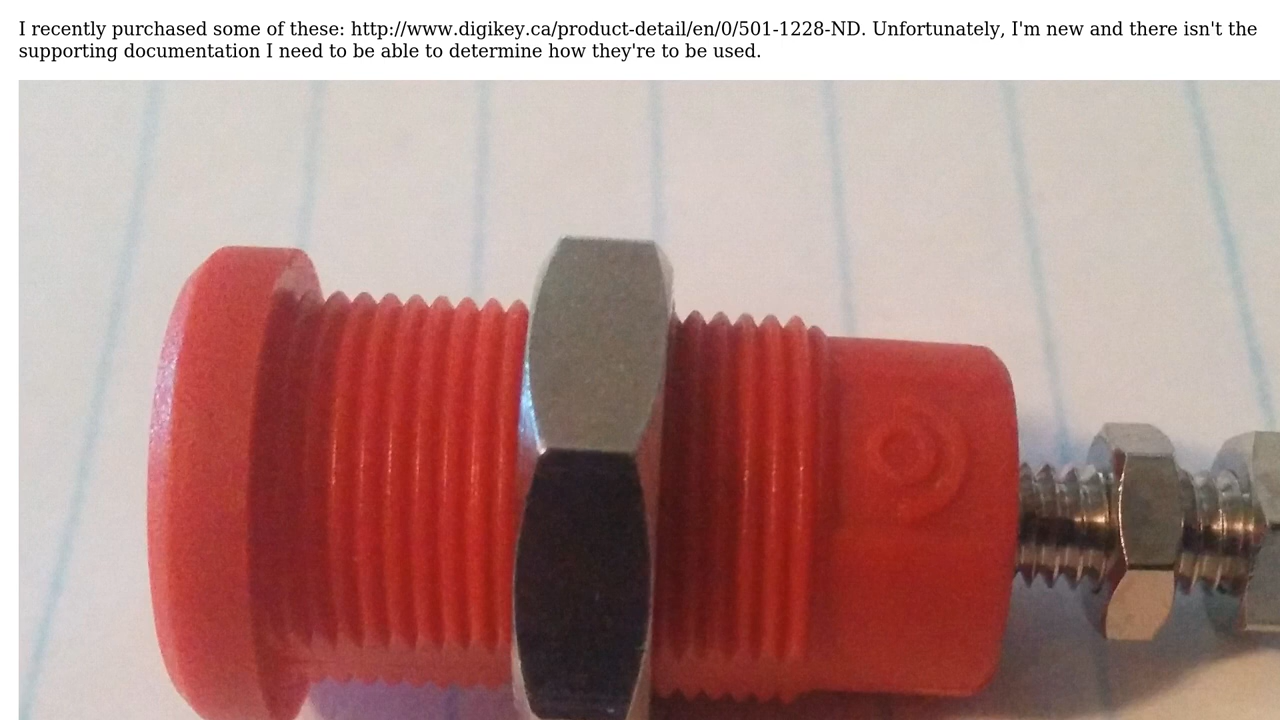 I recently purchased some of these: http://www.digikey.ca/product-detail/en/0/501-1228-ND. Unfortunately, I'm new and there isn't the
supporting documentation I need to be able to determine how they're to be used.